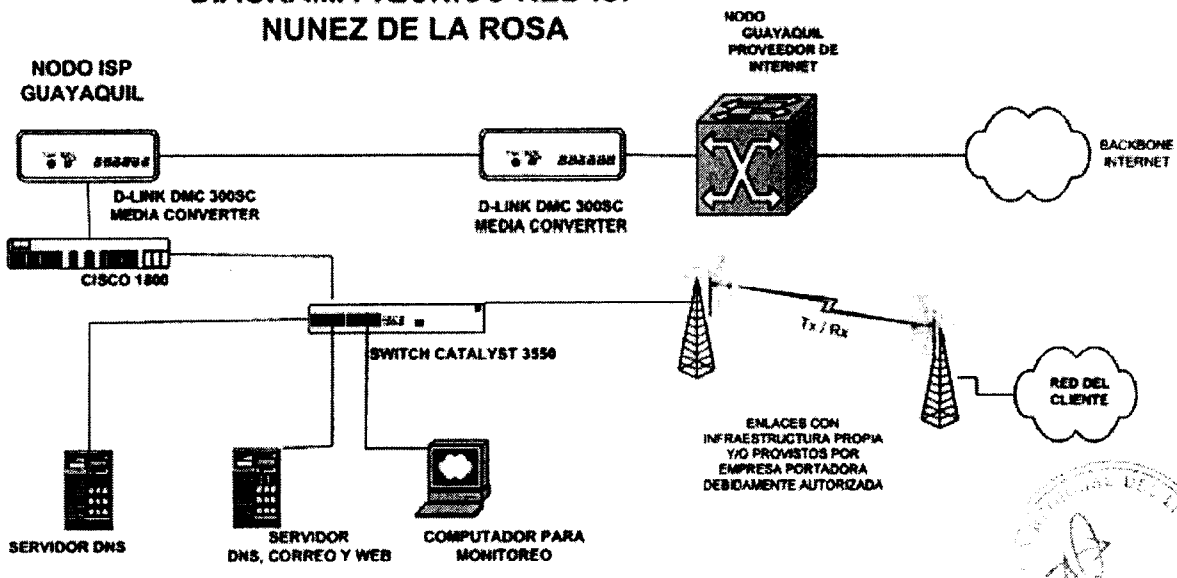 NUNEZ DE LA ROSA
NODO ISP
GUAYAQUIL
NODO
GUAYAQUIL
PROVEEDOR DE
INTERNET
BACKBONE
INTERNET
D-LINK DMC 300SC
MEDIA CONVERTER
D-LINK DMC 300SC
MEDIA CONVERTER
CISCO 1800
SWITCH CATALYST 3550
Tx / Rx
RED DEL
CLIENTE
ENLACES CON
INFRAESTRUCTURA PROPIA
Y/O PROVISTOS POR
EMPRESA PORTADORA
DEBIDAMENTE AUTORIZADA
SERVIDOR DNS
SERVIDOR
DNS, CORREO Y WEB
COMPUTADOR PARA
MONITOREO